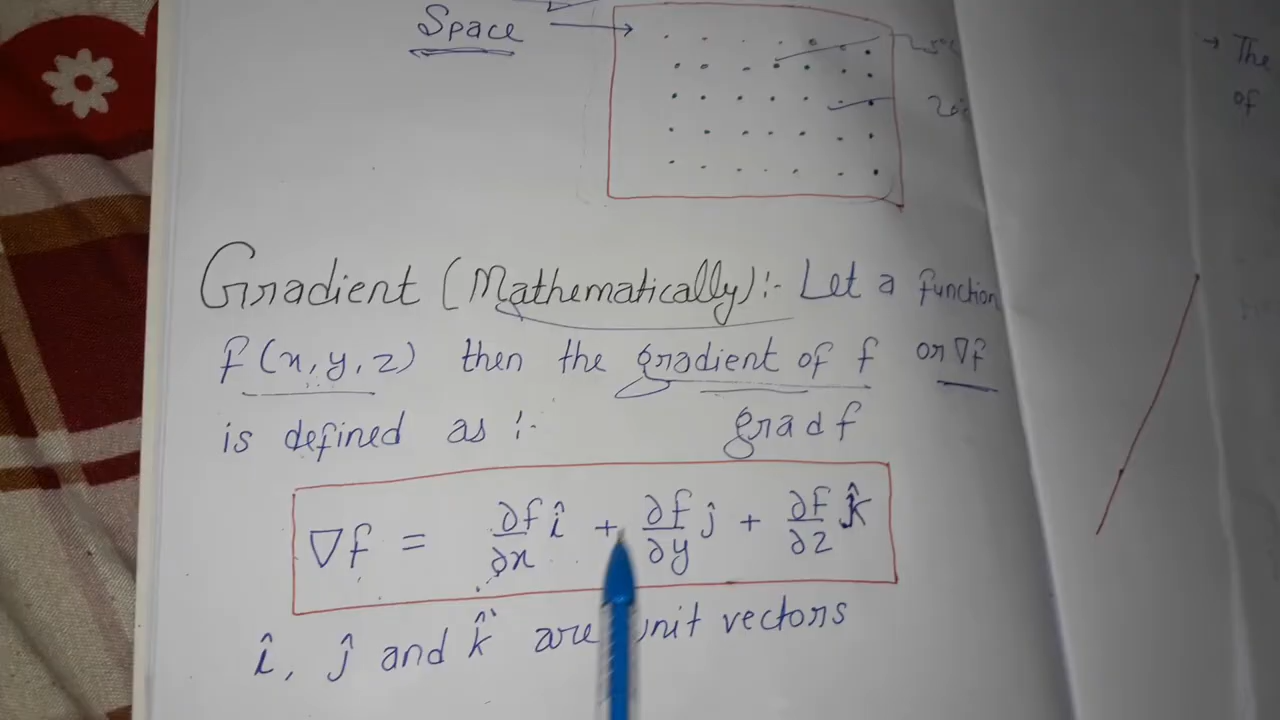 Space →
→ The
of
Gradient (Mathematically):- Let a function
f(x, y, z) then the gradient of f or ∇f
is defined as :- grad f
∇f = ∂f/∂x î + ∂f/∂y ĵ + ∂f/∂z k̂
î, ĵ and k̂ are unit vectors